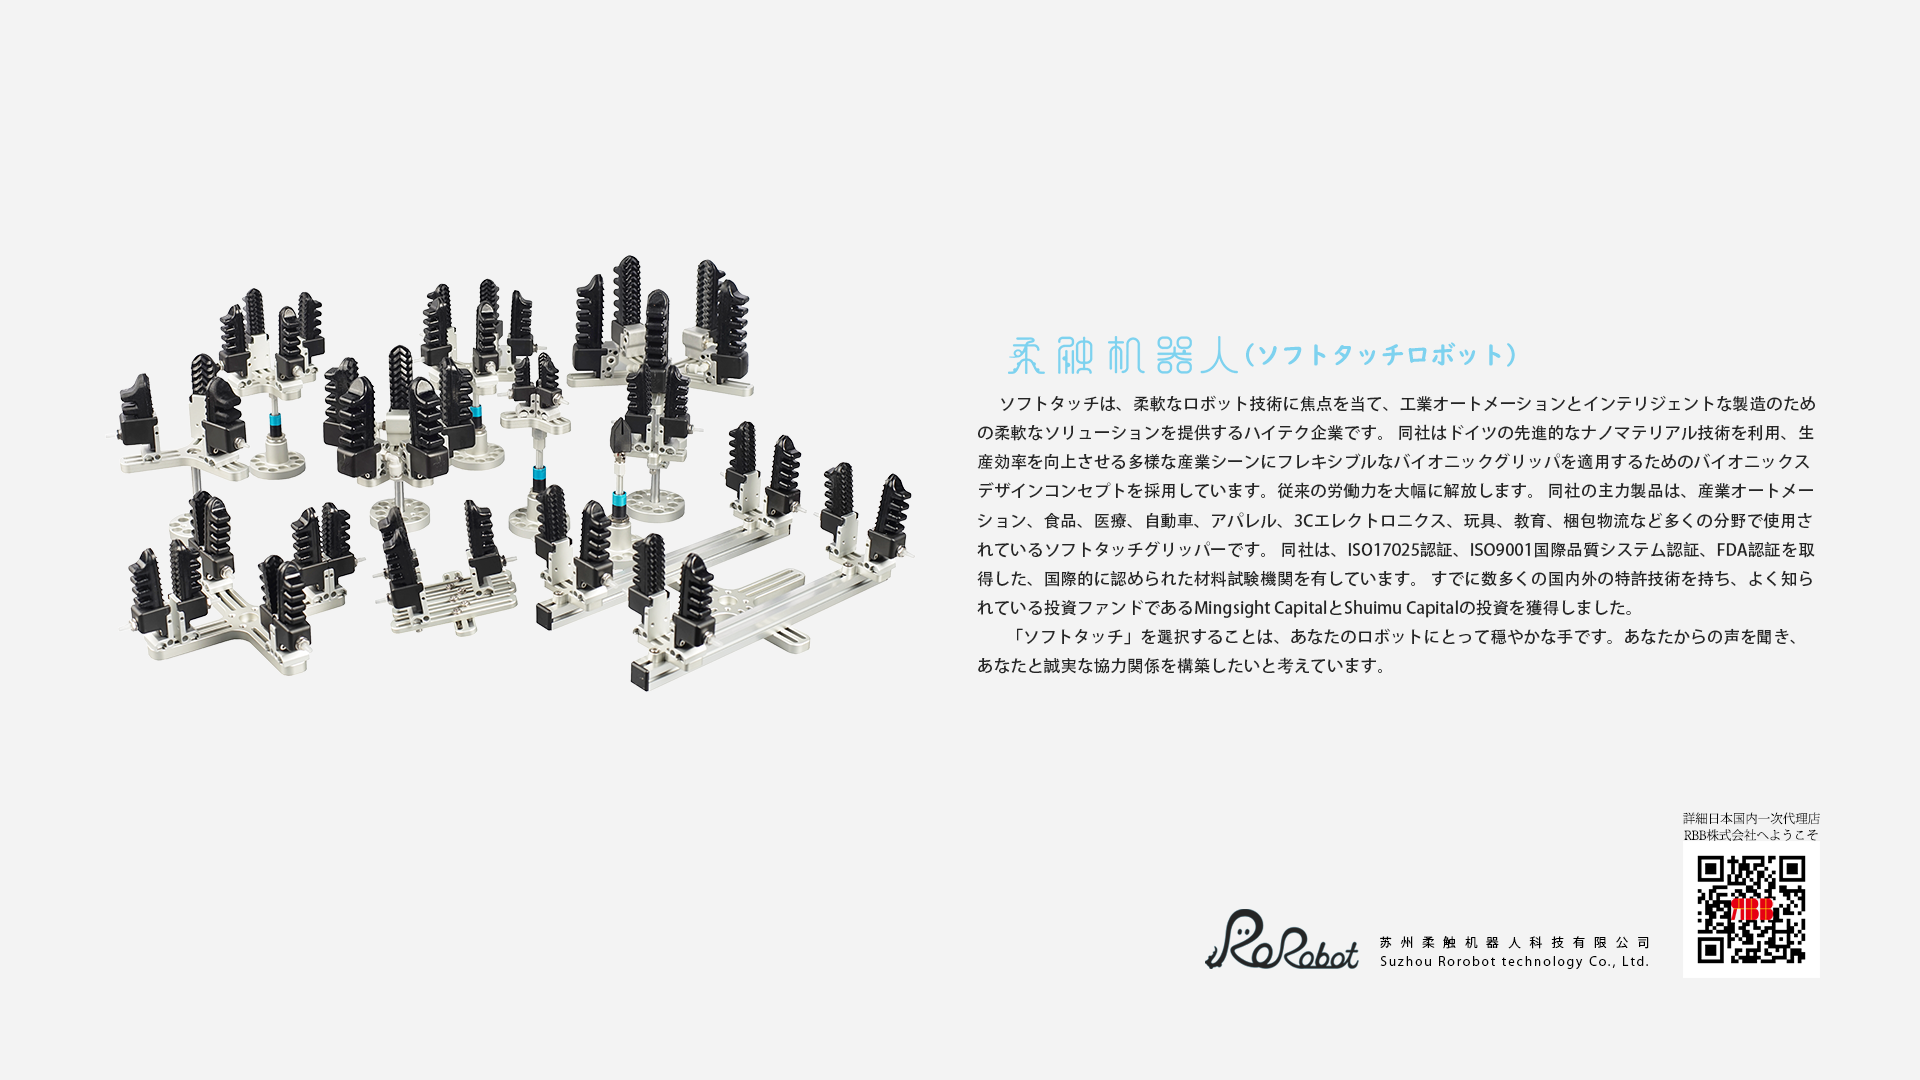 柔触机器人(ソフトタッチロボット)
ソフトタッチは、柔軟なロボット技術に焦点を当て、工業オートメーションとインテリジェントな製造のため
の柔軟なソリューションを提供するハイテク企業です。 同社はドイツの先進的なナノマテリアル技術を利用、生
産効率を向上させる多様な産業シーンにフレキシブルなバイオニックグリッパを適用するためのバイオニックス
デザインコンセプトを採用しています。従来の労働力を大幅に解放します。 同社の主力製品は、産業オートメー
ション、食品、医療、自動車、アパレル、3Cエレクトロニクス、玩具、教育、梱包物流など多くの分野で使用さ
れているソフトタッチグリッパーです。 同社は、ISO17025認証、ISO9001国際品質システム認証、FDA認証を取
得した、国際的に認められた材料試験機関を有しています。 すでに数多くの国内外の特許技術を持ち、よく知ら
れている投資ファンドであるMingsight CapitalとShuimu Capitalの投資を獲得しました。
「ソフトタッチ」を選択することは、あなたのロボットにとって穏やかな手です。あなたからの声を聞き、
あなたと誠実な協力関係を構築したいと考えています。
詳細日本国内一次代理店
RBB株式会社へようこそ
RBB
RoRobot
苏州柔触机器人科技有限公司
Suzhou Rorobot technology Co., Ltd.